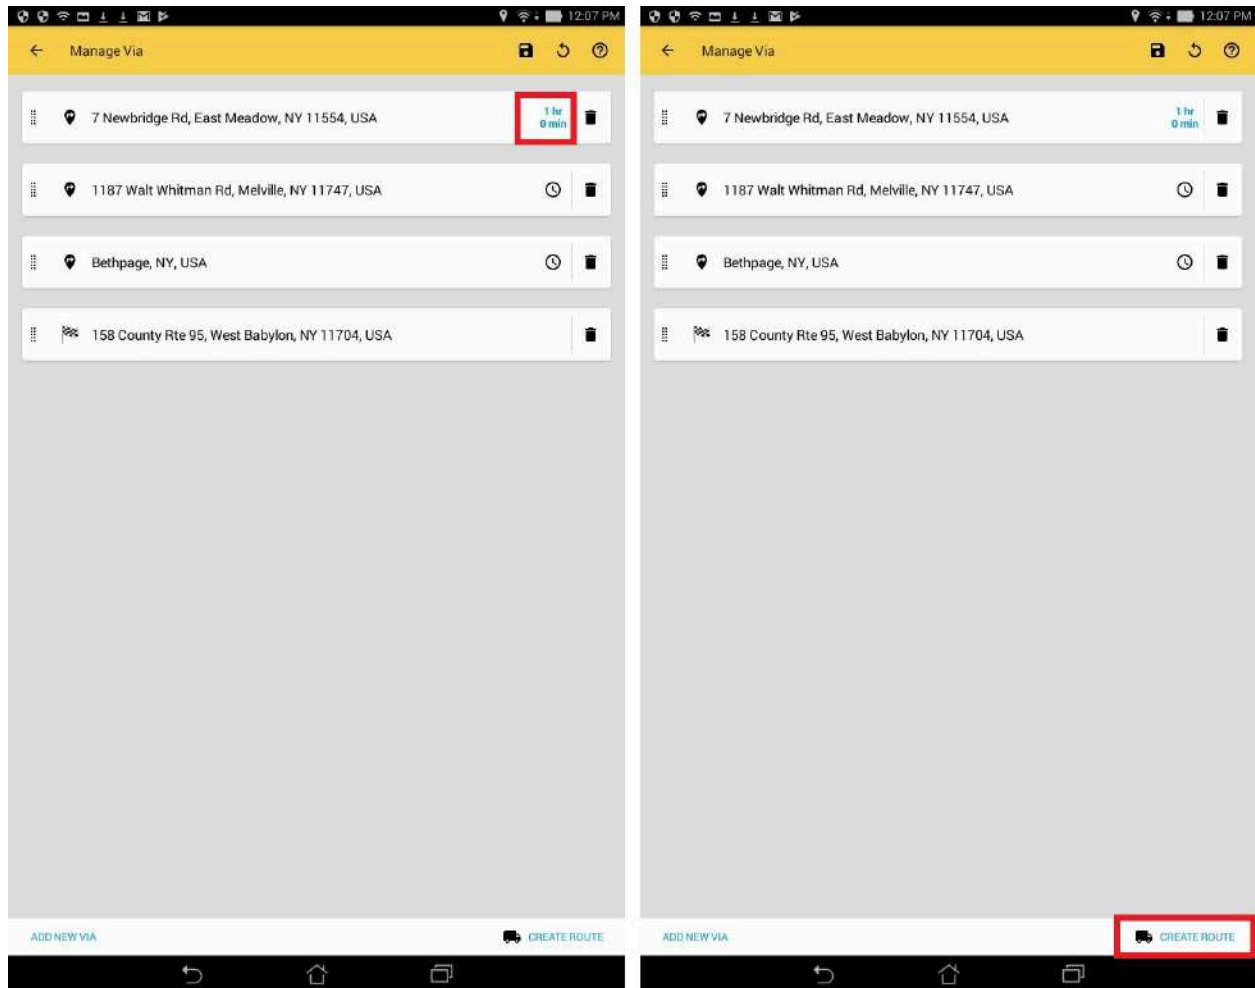 12:07 PM
Manage Via
7 Newbridge Rd, East Meadow, NY 11554, USA
1 hr
0 min
1187 Walt Whitman Rd, Melville, NY 11747, USA
Bethpage, NY, USA
158 County Rte 95, West Babylon, NY 11704, USA
ADD NEW VIA
CREATE ROUTE
12:07 PM
Manage Via
7 Newbridge Rd, East Meadow, NY 11554, USA
1 hr
0 min
1187 Walt Whitman Rd, Melville, NY 11747, USA
Bethpage, NY, USA
158 County Rte 95, West Babylon, NY 11704, USA
ADD NEW VIA
CREATE ROUTE